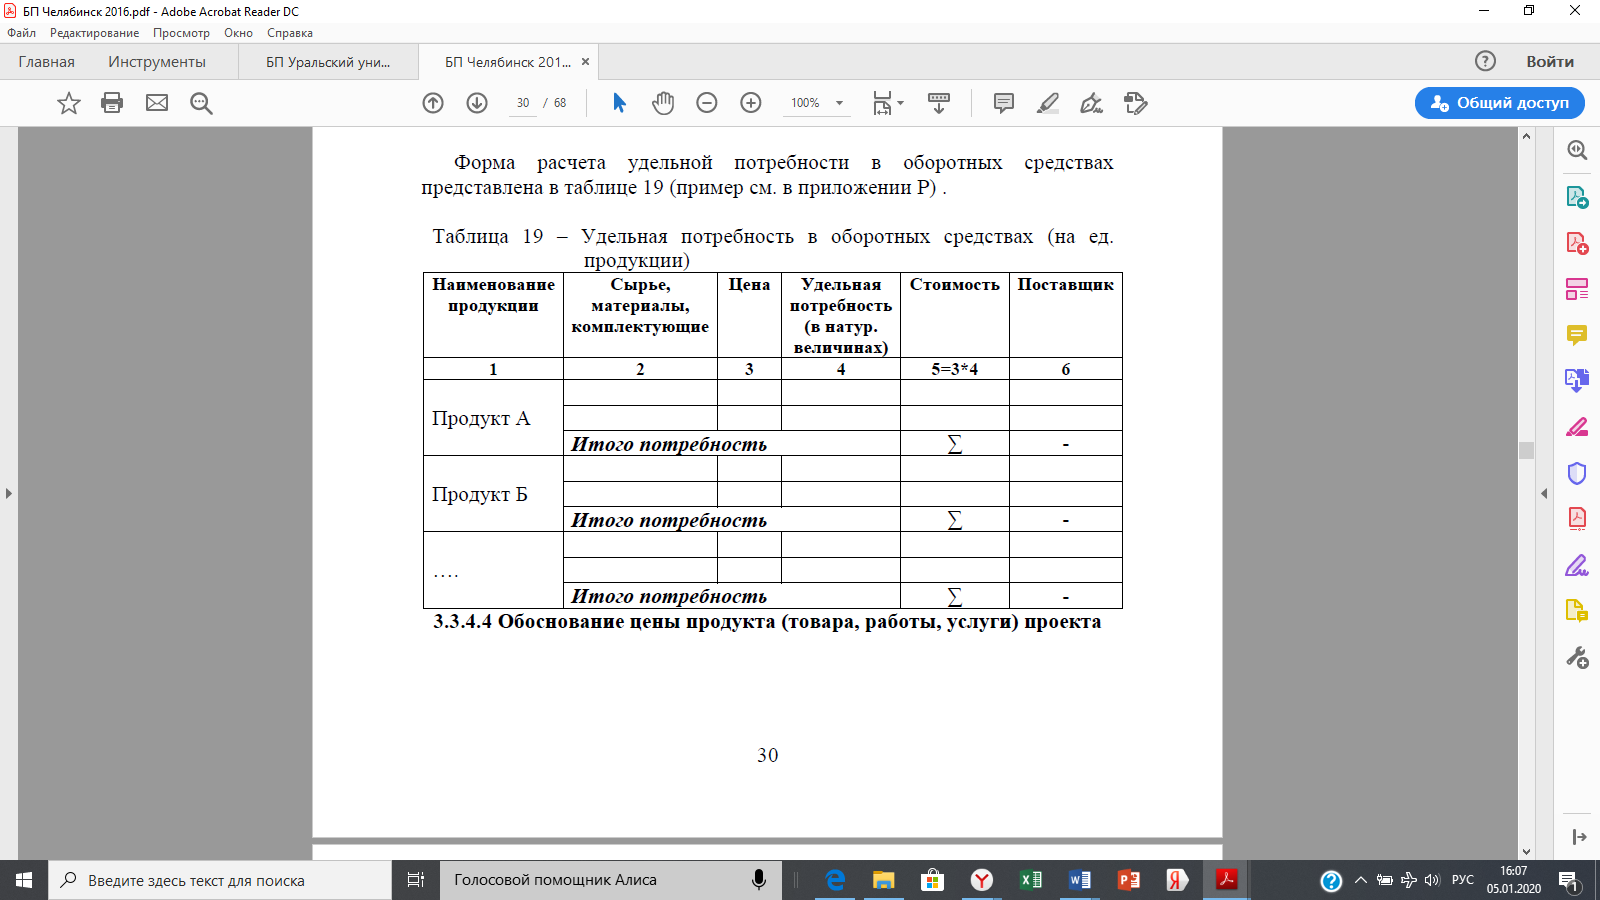 БП Челябинск 2016.pdf - Adobe Acrobat Reader DC
Файл Редактирование Просмотр Окно Справка
Главная Инструменты БП Уральский уни... БП Челябинск 201... × Войти
30 / 68 100% Общий доступ
Форма расчета удельной потребности в оборотных средствах
представлена в таблице 19 (пример см. в приложении Р) .
Таблица 19 – Удельная потребность в оборотных средствах (на ед.
продукции)
Наименование продукции
Сырье, материалы, комплектующие
Цена
Удельная потребность (в натур. величинах)
Стоимость
Поставщик
1 2 3 4 5=3*4 6
Продукт А
Итого потребность ∑ -
Продукт Б
Итого потребность ∑ -
….
Итого потребность ∑ -
3.3.4.4 Обоснование цены продукта (товара, работы, услуги) проекта
30
Введите здесь текст для поиска Голосовой помощник Алиса РУС 16:07
05.01.2020 1